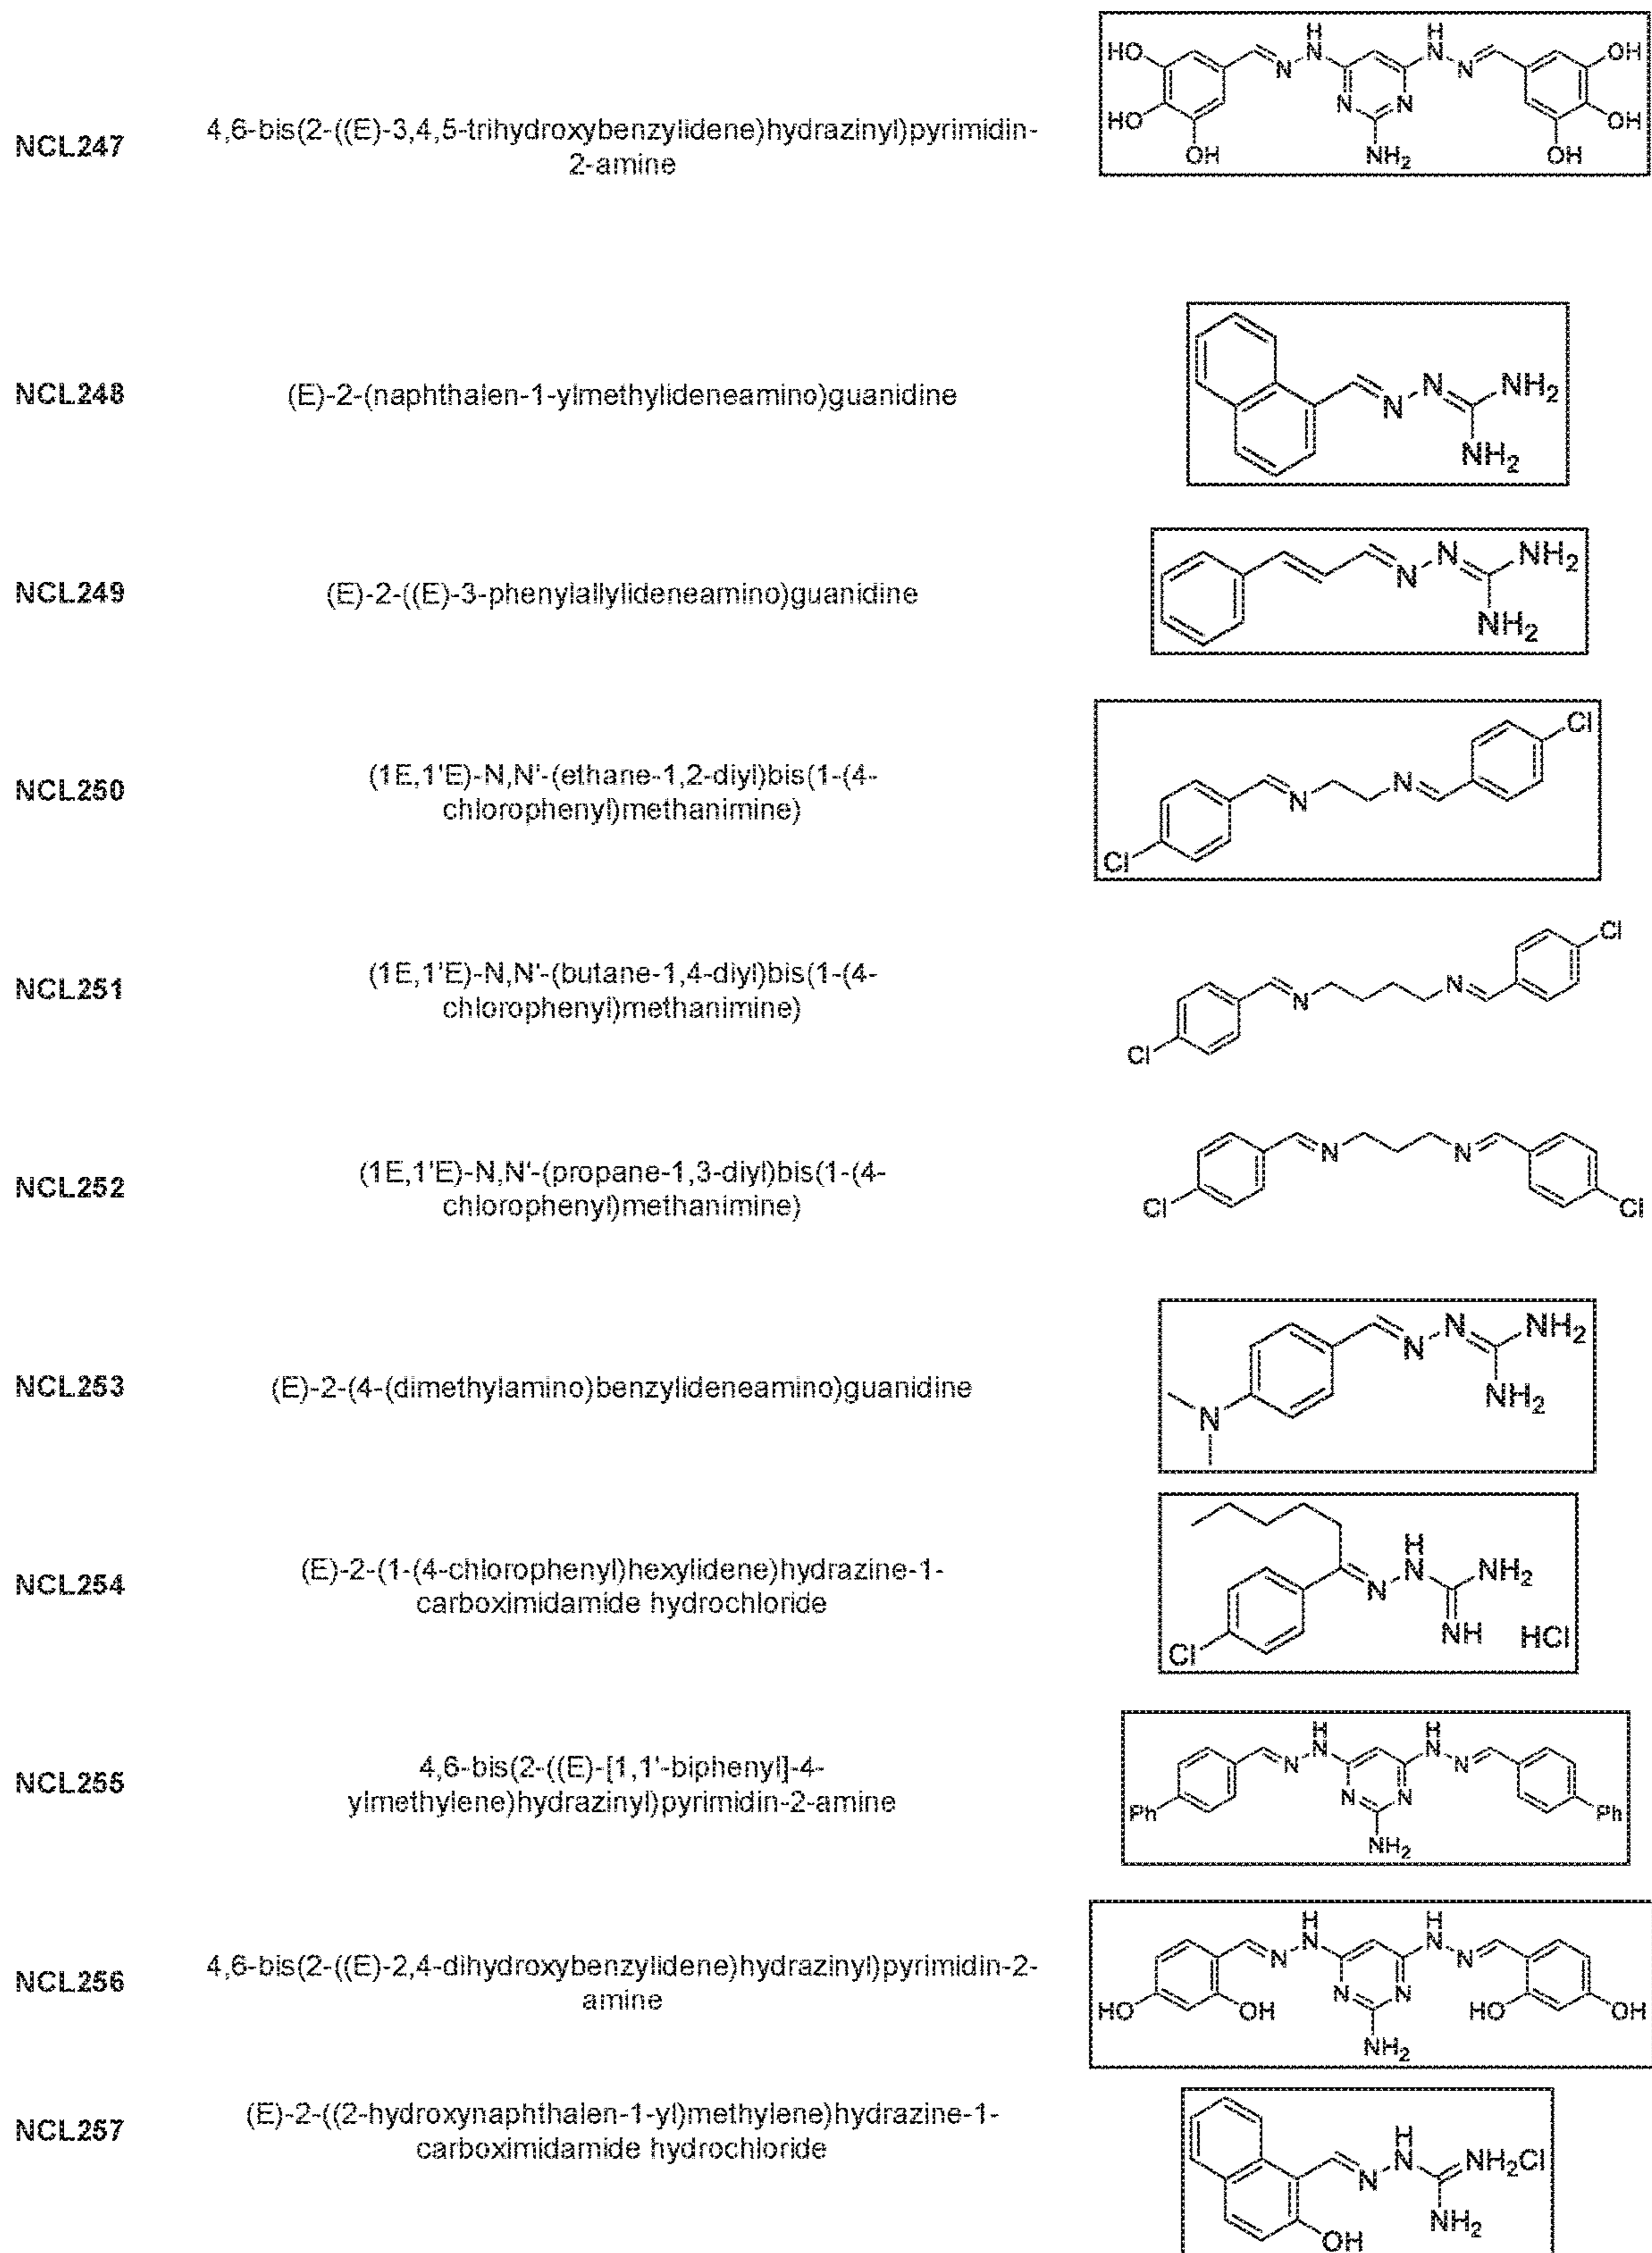 NCL247
4,6-bis(2-((E)-3,4,5-trihydroxybenzylidene)hydrazinyl)pyrimidin-
2-amine
H H
HO N N OH
N N
HO N N OH
OH NH2 OH
NCL248
(E)-2-(naphthalen-1-ylmethylideneamino)guanidine
N NH2
N
NH2
NCL249
(E)-2-((E)-3-phenylallylideneamino)guanidine
N NH2
N
NH2
NCL250
(1E,1'E)-N,N'-(ethane-1,2-diyl)bis(1-(4-
chlorophenyl)methanimine)
Cl
N
N
Cl
NCL251
(1E,1'E)-N,N'-(butane-1,4-diyl)bis(1-(4-
chlorophenyl)methanimine)
Cl
N
N
Cl
NCL252
(1E,1'E)-N,N'-(propane-1,3-diyl)bis(1-(4-
chlorophenyl)methanimine)
N N
Cl Cl
NCL253
(E)-2-(4-(dimethylamino)benzylideneamino)guanidine
N NH2
N
NH2
N
NCL254
(E)-2-(1-(4-chlorophenyl)hexylidene)hydrazine-1-
carboximidamide hydrochloride
H
N NH2
N
NH HCl
Cl
NCL255
4,6-bis(2-((E)-[1,1'-biphenyl]-4-
ylmethylene)hydrazinyl)pyrimidin-2-amine
H H
N N
N N
N N
Ph Ph
NH2
NCL256
4,6-bis(2-((E)-2,4-dihydroxybenzylidene)hydrazinyl)pyrimidin-2-
amine
H H
N N
N N
N N
HO OH HO OH
NH2
NCL257
(E)-2-((2-hydroxynaphthalen-1-yl)methylene)hydrazine-1-
carboximidamide hydrochloride
H
N NH2Cl
N
NH2
OH